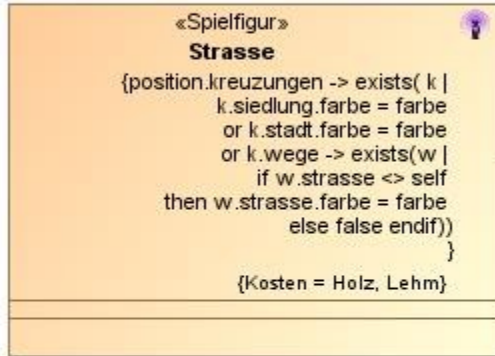 «Spielfigur»
Strasse
{position.kreuzungen -> exists( k |
k.siedlung.farbe = farbe
or k.stadt.farbe = farbe
or k.wege -> exists(w |
if w.strasse <> self
then w.strasse.farbe = farbe
else false endif))
}
{Kosten = Holz, Lehm}